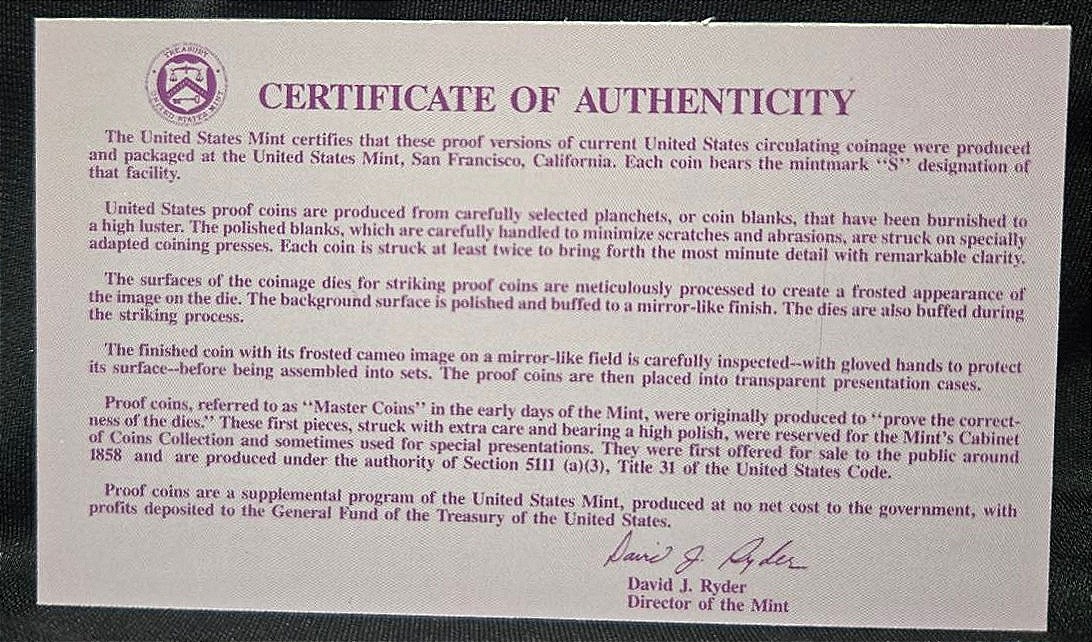 TREASURY
UNITED STATES MINT
CERTIFICATE OF AUTHENTICITY
The United States Mint certifies that these proof versions of current United States circulating coinage were produced
and packaged at the United States Mint, San Francisco, California. Each coin bears the mintmark “S” designation of
that facility.
United States proof coins are produced from carefully selected planchets, or coin blanks, that have been burnished to
a high luster. The polished blanks, which are carefully handled to minimize scratches and abrasions, are struck on specially
adapted coining presses. Each coin is struck at least twice to bring forth the most minute detail with remarkable clarity.
The surfaces of the coinage dies for striking proof coins are meticulously processed to create a frosted appearance of
the image on the die. The background surface is polished and buffed to a mirror-like finish. The dies are also buffed during
the striking process.
The finished coin with its frosted cameo image on a mirror-like field is carefully inspected--with gloved hands to protect
its surface--before being assembled into sets. The proof coins are then placed into transparent presentation cases.
Proof coins, referred to as “Master Coins” in the early days of the Mint, were originally produced to “prove the correct-
ness of the dies.” These first pieces, struck with extra care and bearing a high polish, were reserved for the Mint's Cabinet
of Coins Collection and sometimes used for special presentations. They were first offered for sale to the public around
1858 and are produced under the authority of Section 5111 (a)(3), Title 31 of the United States Code.
Proof coins are a supplemental program of the United States Mint, produced at no net cost to the government, with
profits deposited to the General Fund of the Treasury of the United States.
David J. Ryder
David J. Ryder
Director of the Mint